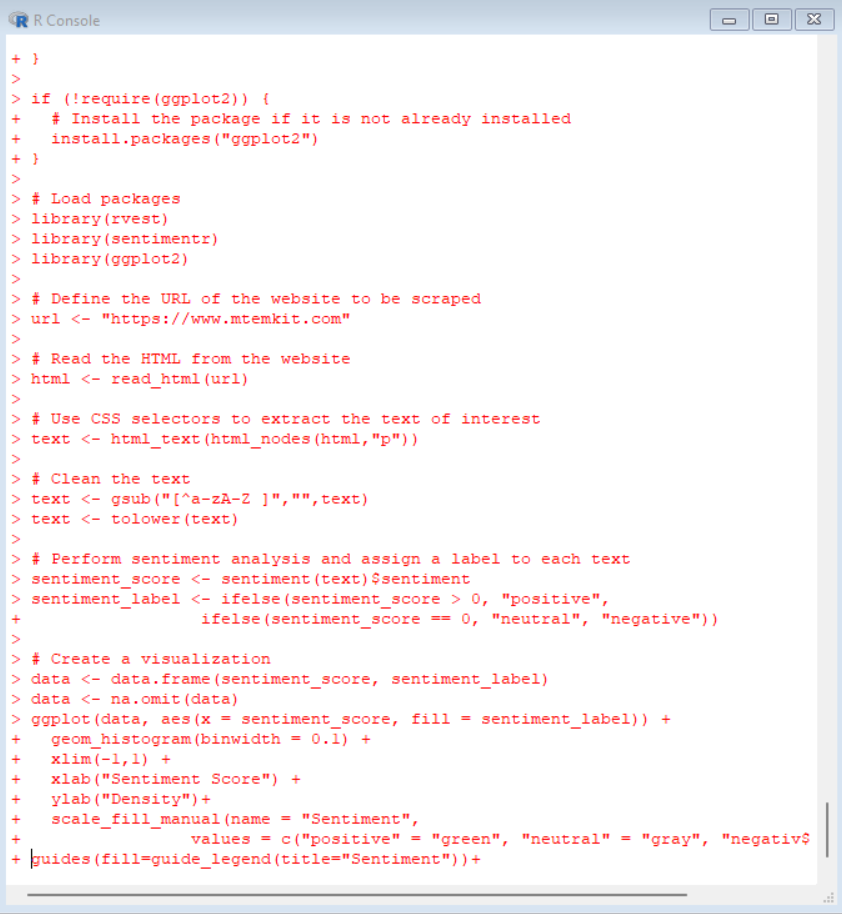 R Console
+ }
>
> if (!require(ggplot2)) {
+   # Install the package if it is not already installed
+   install.packages("ggplot2")
+ }
>
> # Load packages
> library(rvest)
> library(sentimentr)
> library(ggplot2)
>
> # Define the URL of the website to be scraped
> url <- "https://www.mtemkit.com"
>
> # Read the HTML from the website
> html <- read_html(url)
>
> # Use CSS selectors to extract the text of interest
> text <- html_text(html_nodes(html,"p"))
>
> # Clean the text
> text <- gsub("[^a-zA-Z ]","",text)
> text <- tolower(text)
>
> # Perform sentiment analysis and assign a label to each text
> sentiment_score <- sentiment(text)$sentiment
> sentiment_label <- ifelse(sentiment_score > 0, "positive",
+                  ifelse(sentiment_score == 0, "neutral", "negative"))
>
> # Create a visualization
> data <- data.frame(sentiment_score, sentiment_label)
> data <- na.omit(data)
> ggplot(data, aes(x = sentiment_score, fill = sentiment_label)) +
+   geom_histogram(binwidth = 0.1) +
+   xlim(-1,1) +
+   xlab("Sentiment Score") +
+   ylab("Density")+
+   scale_fill_manual(name = "Sentiment",
+                 values = c("positive" = "green", "neutral" = "gray", "negativ$
+ guides(fill=guide_legend(title="Sentiment"))+